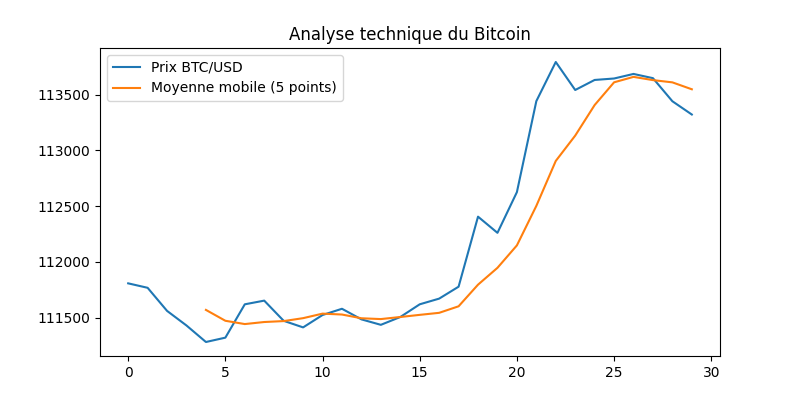 Analyse technique du Bitcoin
Prix BTC/USD
Moyenne mobile (5 points)
113500
113000
112500
112000
111500
0 5 10 15 20 25 30